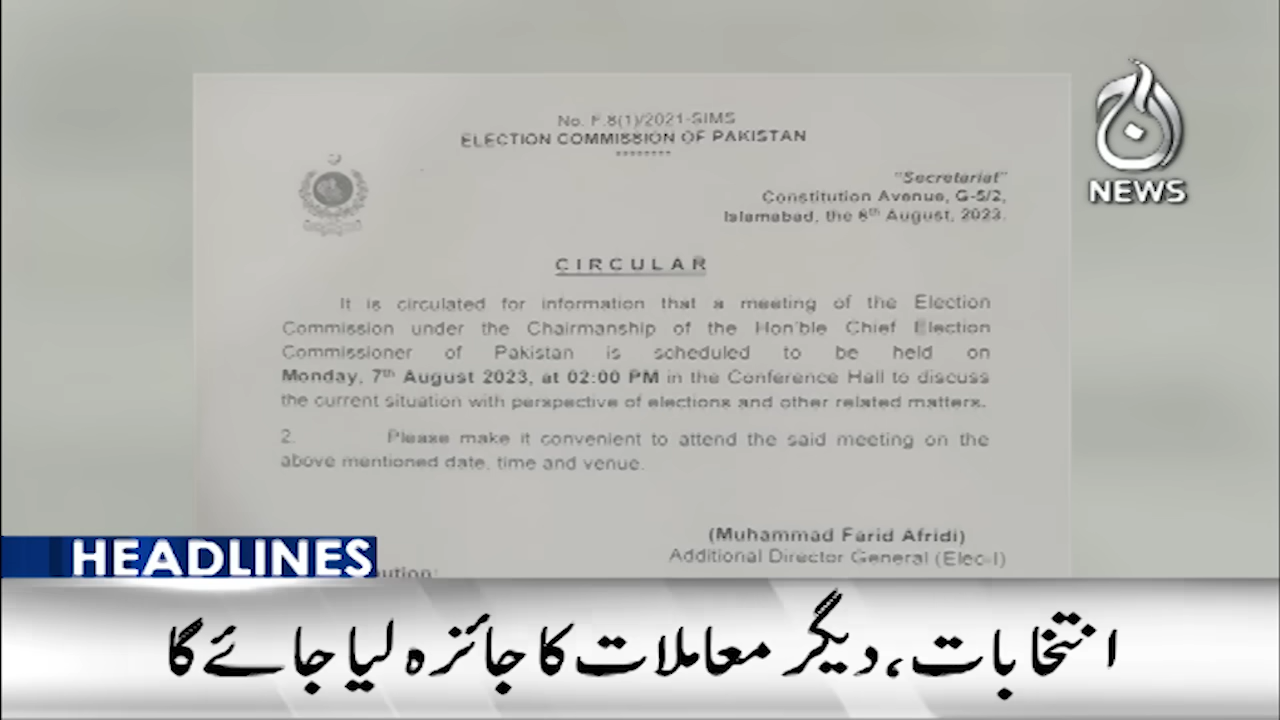 No. F.8(1)/2021-SIMS
ELECTION COMMISSION OF PAKISTAN
********
"Secretariat"
Constitution Avenue, G-5/2,
Islamabad, the 6th August, 2023.
CIRCULAR
It is circulated for information that a meeting of the Election
Commission under the Chairmanship of the Hon'ble Chief Election
Commissioner of Pakistan is scheduled to be held on
Monday, 7th August 2023, at 02:00 PM in the Conference Hall to discuss
the current situation with perspective of elections and other related matters.
2. Please make it convenient to attend the said meeting on the
above mentioned date, time and venue.
(Muhammad Farid Afridi)
Additional Director General (Elec-I)
آج
NEWS
HEADLINES
انتخابات، دیگر معاملات کا جائزہ لیا جائے گا